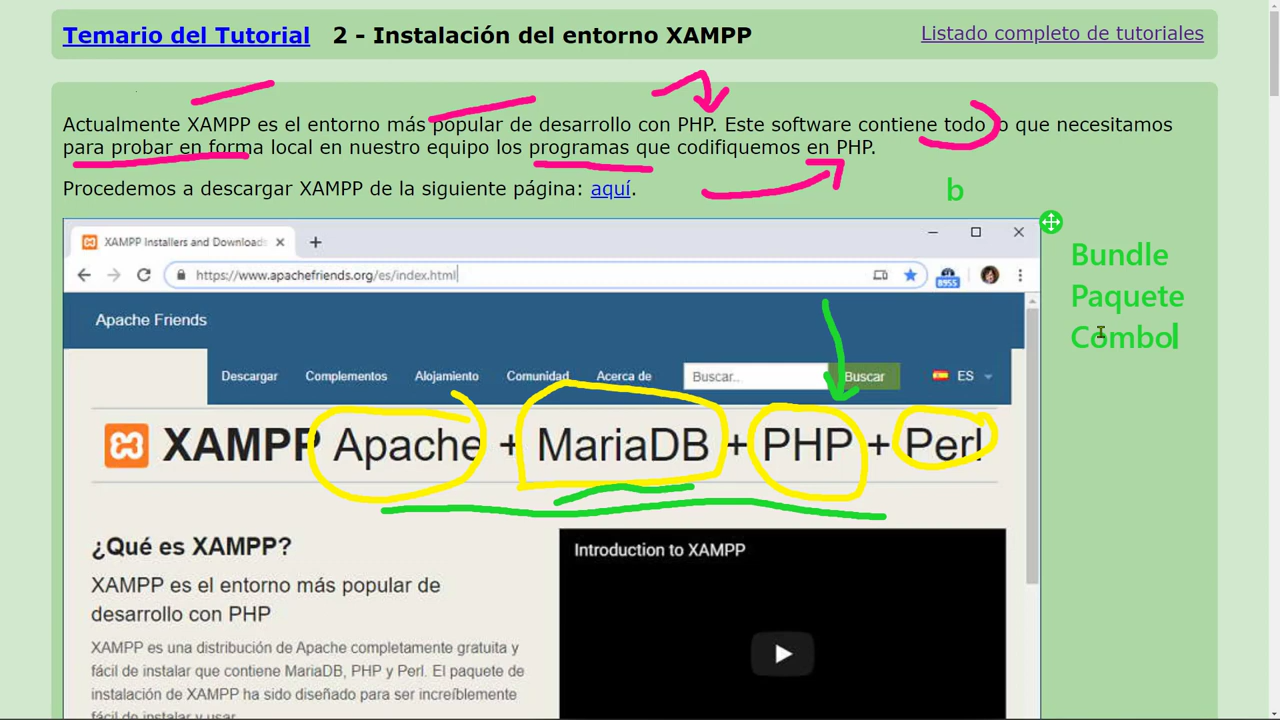 Temario del Tutorial 2 - Instalación del entorno XAMPP Listado completo de tutoriales
Actualmente XAMPP es el entorno más popular de desarrollo con PHP. Este software contiene todo lo que necesitamos
para probar en forma local en nuestro equipo los programas que codifiquemos en PHP.
Procedemos a descargar XAMPP de la siguiente página: aquí.
b
XAMPP Installers and Downloads
https://www.apachefriends.org/es/index.html
8955
Bundle
Paquete
Combo
Apache Friends
Descargar Complementos Alojamiento Comunidad Acerca de Buscar.. Buscar ES
XAMPP Apache + MariaDB + PHP + Perl
¿Qué es XAMPP?
XAMPP es el entorno más popular de
desarrollo con PHP
XAMPP es una distribución de Apache completamente gratuita y
fácil de instalar que contiene MariaDB, PHP y Perl. El paquete de
instalación de XAMPP ha sido diseñado para ser increíblemente
fácil de instalar y usar.
Introduction to XAMPP